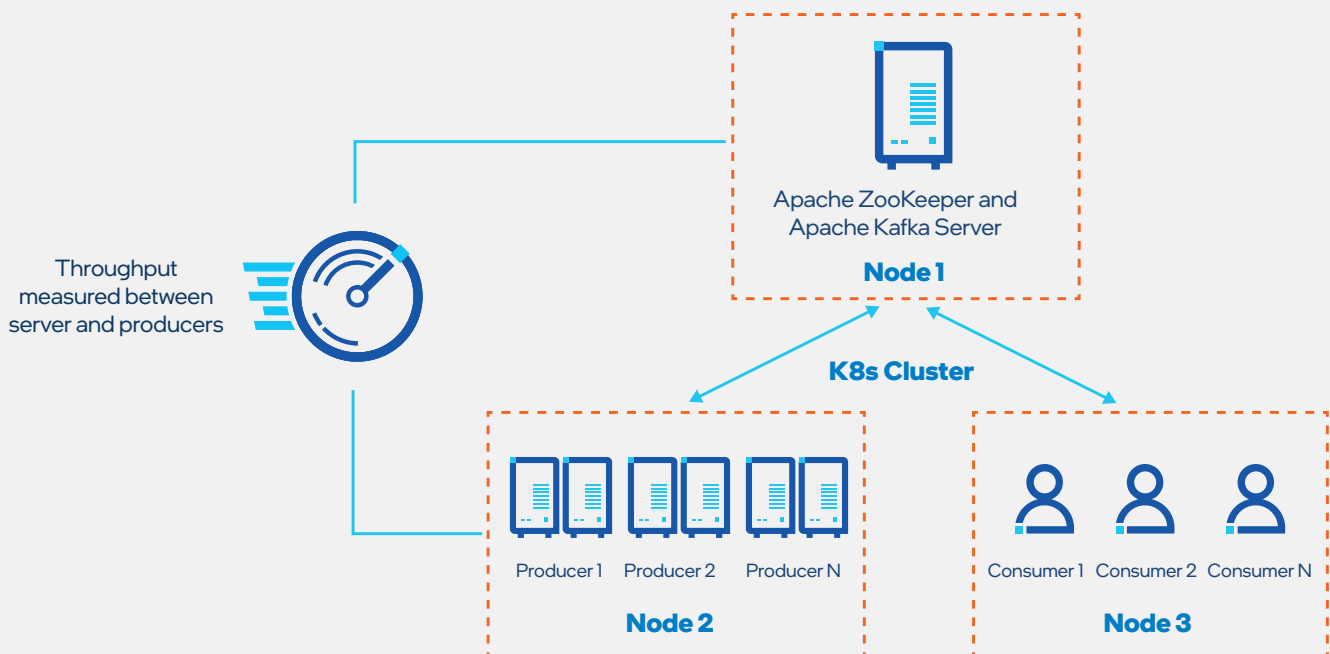 Apache ZooKeeper and
Apache Kafka Server
Node 1
Throughput
measured between
server and producers
K8s Cluster
Producer 1
Producer 2
Producer N
Node 2
Consumer 1
Consumer 2
Consumer N
Node 3